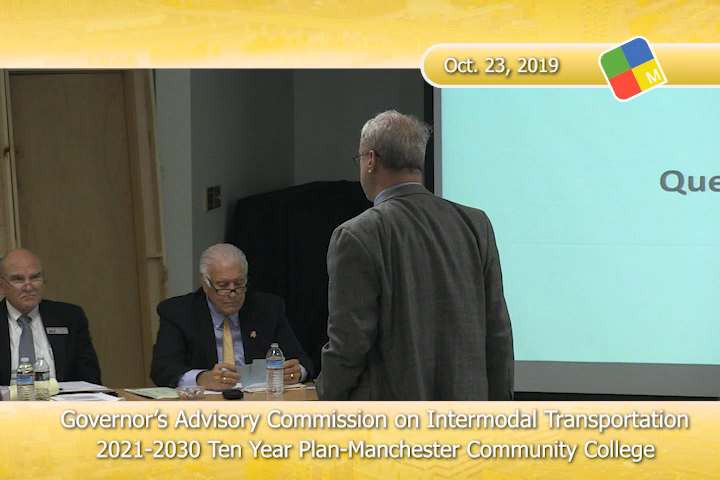 Oct. 23, 2019
M
Que
Governor's Advisory Commission on Intermodal Transportation
2021-2030 Ten Year Plan-Manchester Community College